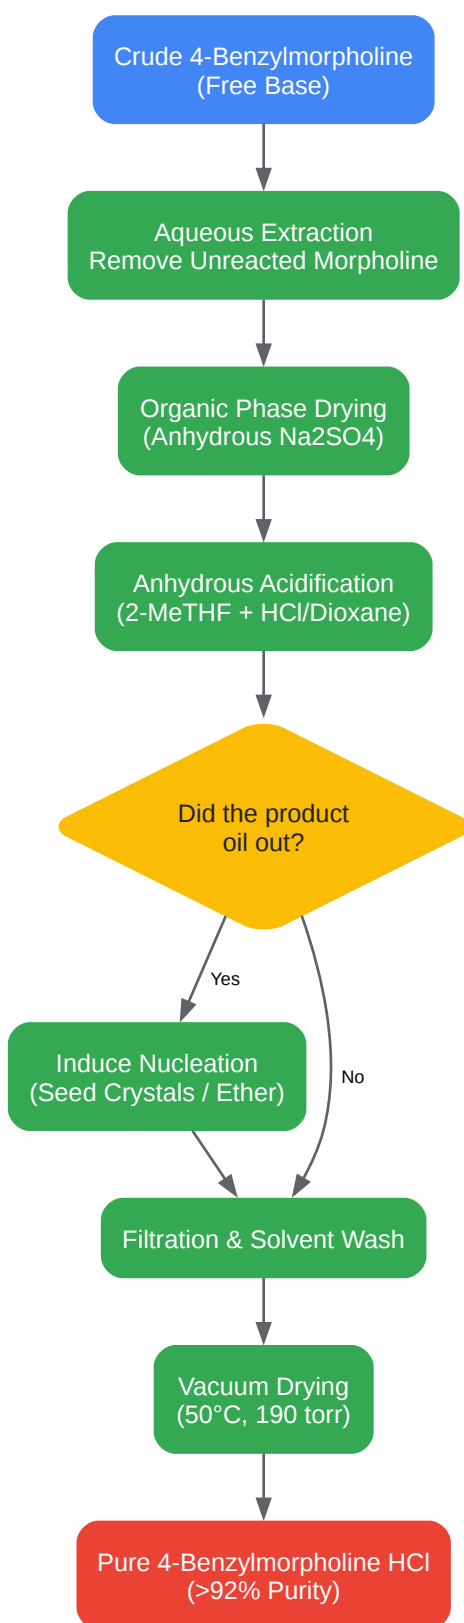 Crude 4-Benzylmorpholine
(Free Base)
Aqueous Extraction
Remove Unreacted Morpholine
Organic Phase Drying
(Anhydrous Na2SO4)
Anhydrous Acidification
(2-MeTHF + HCl/Dioxane)
Did the product
oil out?
Yes
Induce Nucleation
(Seed Crystals / Ether)
No
Filtration & Solvent Wash
Vacuum Drying
(50°C, 190 torr)
Pure 4-Benzylmorpholine HCl
(>92% Purity)